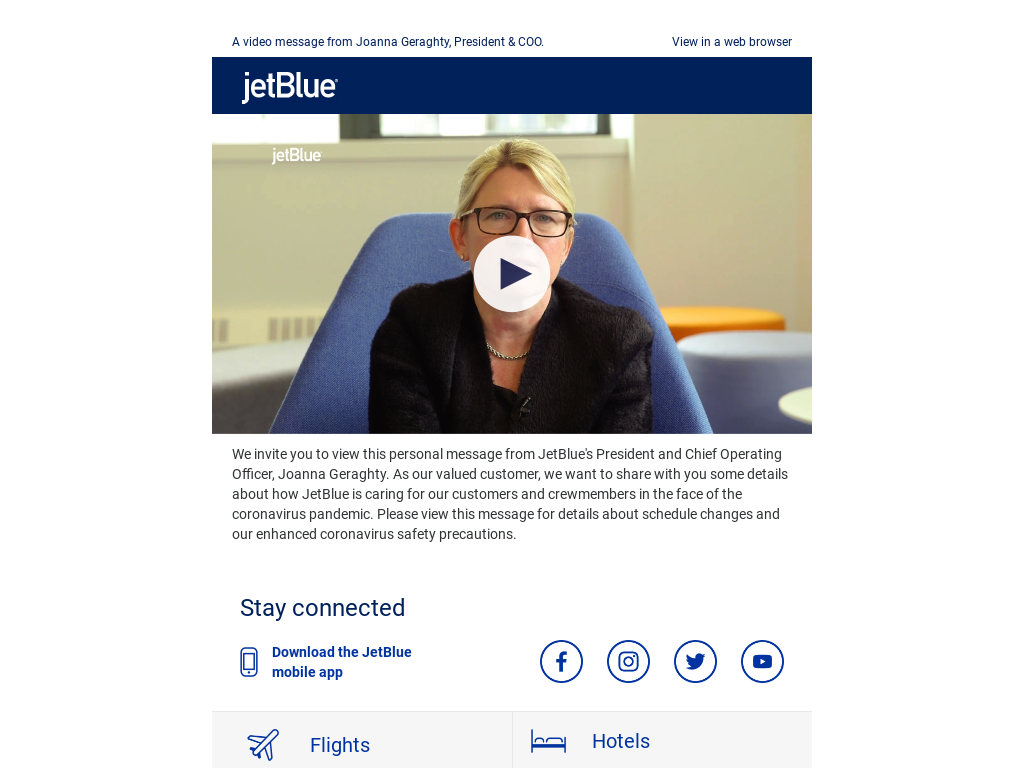 A video message from Joanna Geraghty, President & COO.
View in a web browser
jetBlue
jetBlue
We invite you to view this personal message from JetBlue's President and Chief Operating
Officer, Joanna Geraghty. As our valued customer, we want to share with you some details
about how JetBlue is caring for our customers and crewmembers in the face of the
coronavirus pandemic. Please view this message for details about schedule changes and
our enhanced coronavirus safety precautions.
Stay connected
Download the JetBlue
mobile app
Flights
Hotels